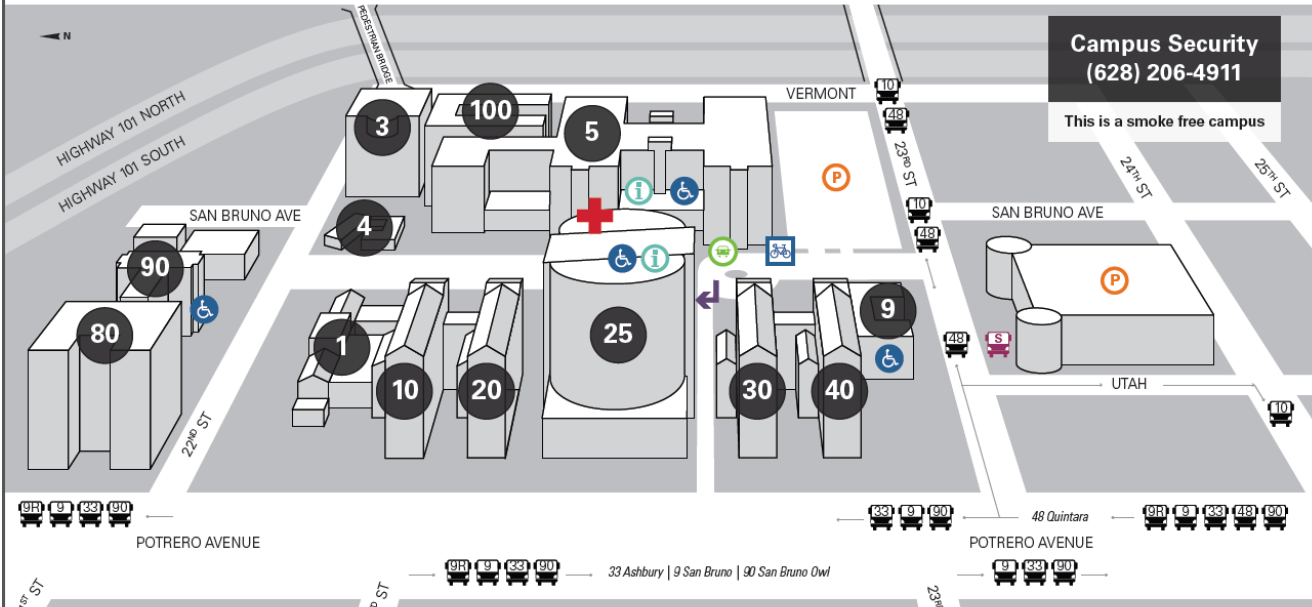 N
PEDESTRIAN BRIDGE
Campus Security
(628) 206-4911
This is a smoke free campus
HIGHWAY 101 NORTH
HIGHWAY 101 SOUTH
VERMONT
10
48
23RD ST
24TH ST
25TH ST
3
100
5
P
i
SAN BRUNO AVE
4
10
48
SAN BRUNO AVE
90
i
P
80
1
25
9
48
S
10
20
30
40
UTAH
10
22ND ST
9R 9 33 90
33 9 90
48 Quintara
9R 9 33 48 90
POTRERO AVENUE
POTRERO AVENUE
9R 9 33 90
33 Ashbury | 9 San Bruno | 90 San Bruno Owl
9 33 90
ST
D ST
23R